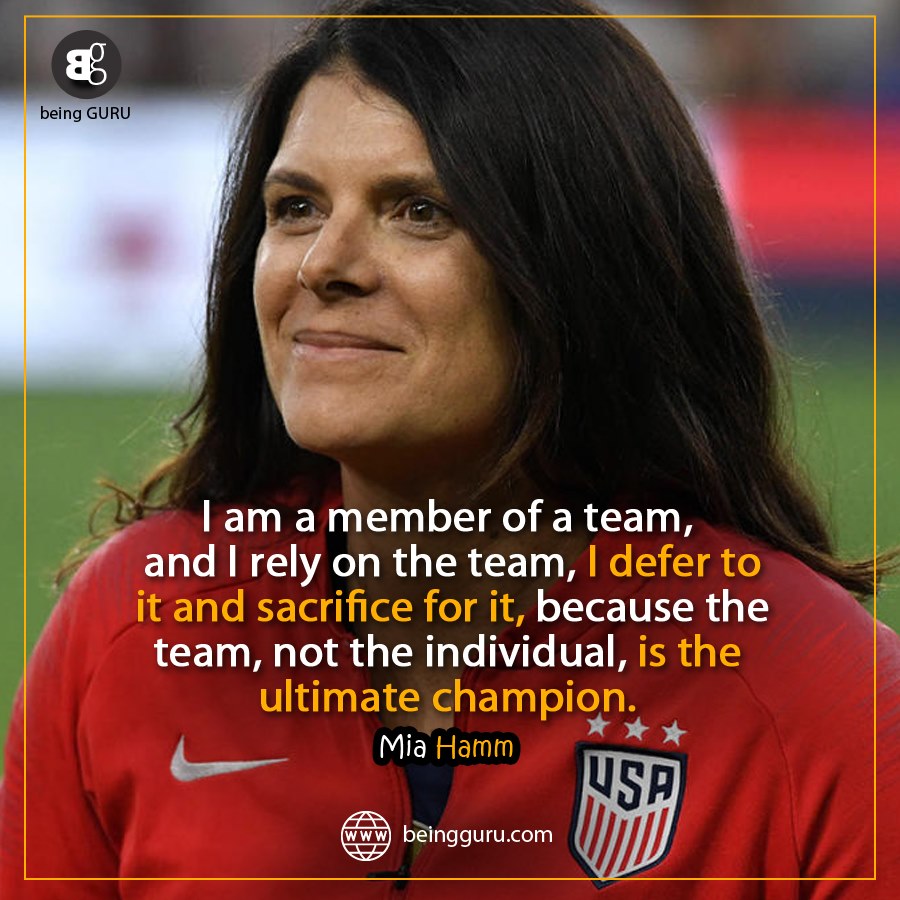 Bg
being GURU
I am a member of a team,
and I rely on the team, I defer to
it and sacrifice for it, because the
team, not the individual, is the
ultimate champion.
Mia Hamm
USA
www beingguru.com